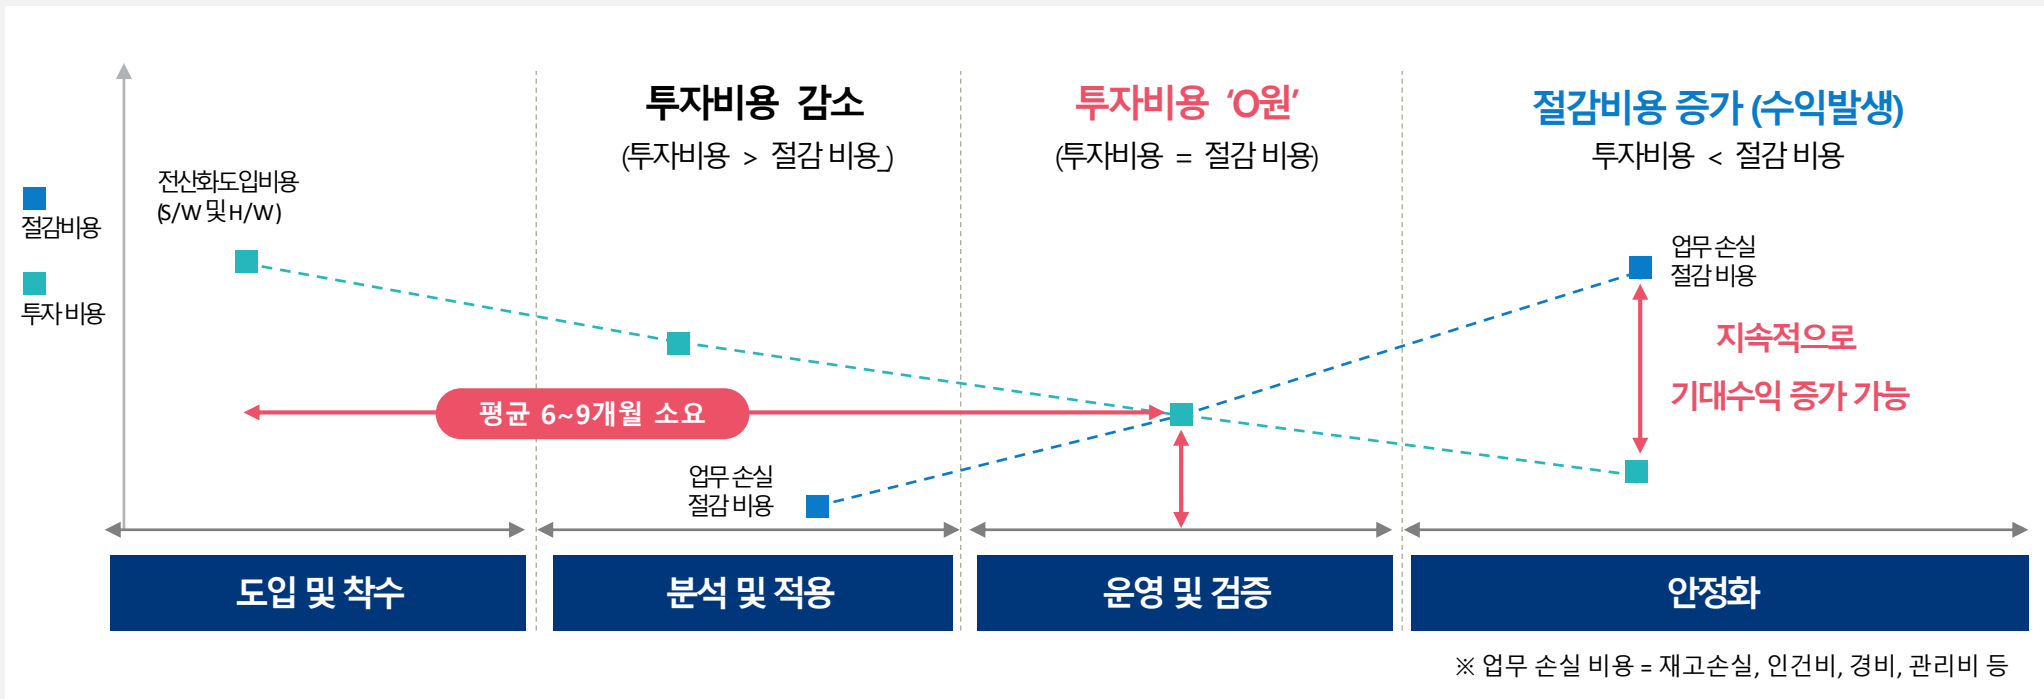 투자비용 감소
(투자비용 > 절감 비용 )
투자비용 ‘O원’
(투자비용 = 절감 비용)
절감비용 증가 (수익발생)
투자비용 < 절감 비용
절감비용
투자 비용
전산화도입비용
(S/W 및 H/W)
업무 손실
절감 비용
지속적으로
기대수익 증가 가능
평균 6~9개월 소요
업무 손실
절감 비용
도입 및 착수
분석 및 적용
운영 및 검증
안정화
※ 업무 손실 비용 = 재고손실, 인건비, 경비, 관리비 등